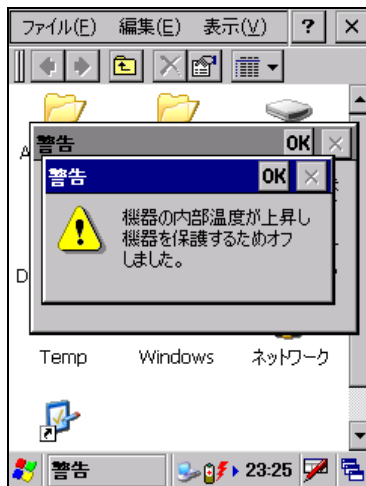 ファイル(F) 編集(E) 表示(V) ? ×
警告 OK ×
警告 OK ×
機器の内部温度が上昇し
機器を保護するためオフ
しました。
A
D
Temp Windows ネットワーク
警告 23:25